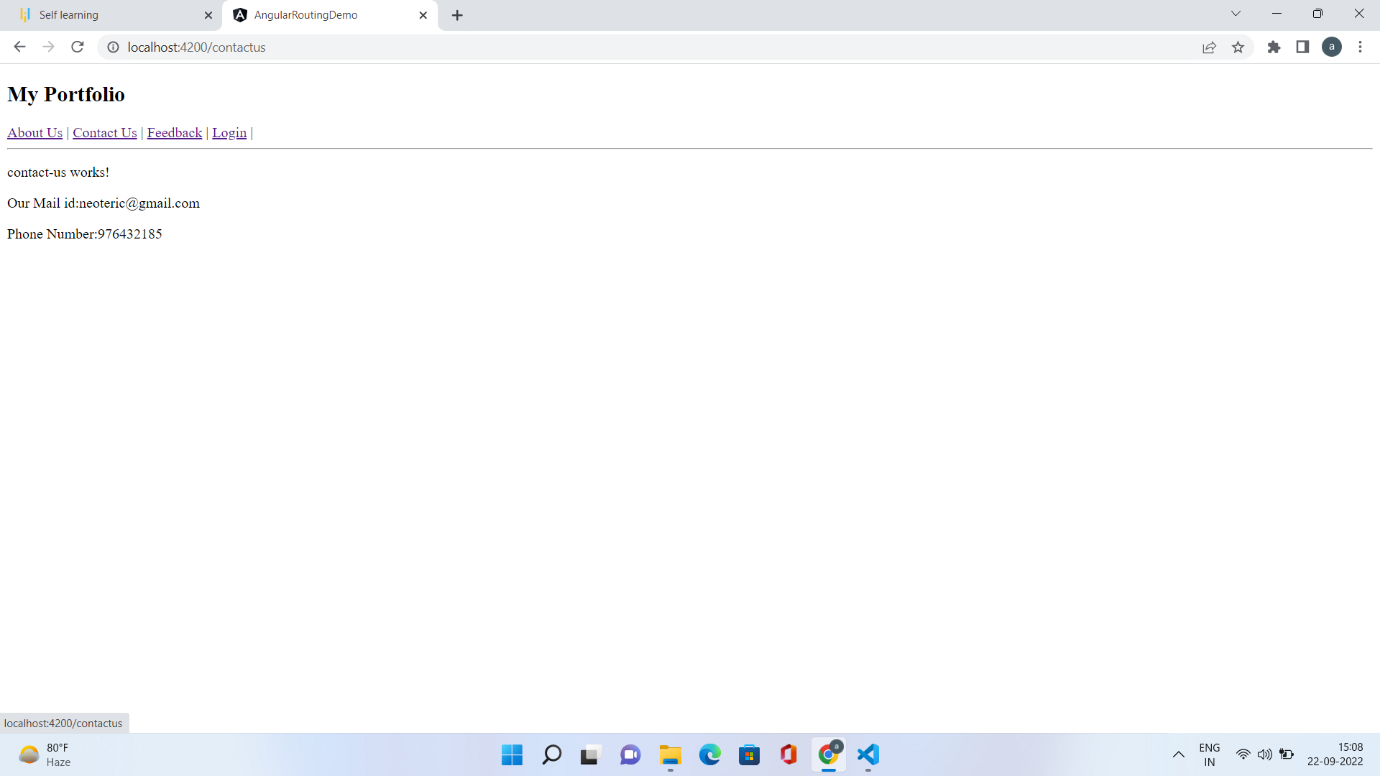 Self learning
AngularRoutingDemo
localhost:4200/contactus
a
My Portfolio
About Us | Contact Us | Feedback | Login |
contact-us works!
Our Mail id:neoteric@gmail.com
Phone Number:976432185
localhost:4200/contactus
80°F
Haze
a
ENG
IN
15:08
22-09-2022